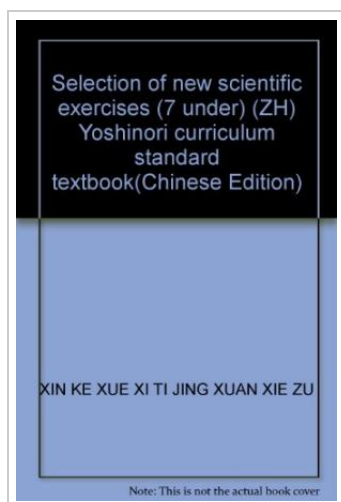 Selection of new scientific
exercises (7 under) (ZH)
Yoshinori curriculum
standard
textbook(Chinese Edition)
XIN KE XUE XI TI JING XUAN XIE ZU
Note: This is not the actual book cover